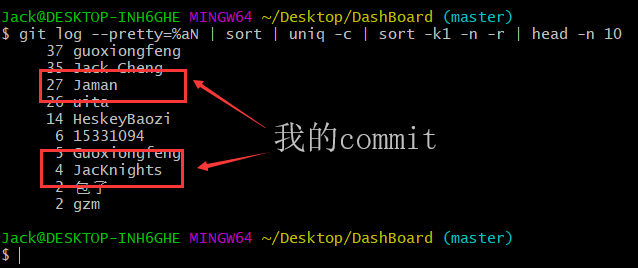 Jack@DESKTOP-INH6GHE MINGW64 ~/Desktop/DashBoard (master)
$ git log --pretty=%aN | sort | uniq -c | sort -k1 -n -r | head -n 10
37 guoxiongfeng
35 Jack Cheng
27 Jaman
26 uita
14 HeskeyBaozi
6 15331094
5 Guoxiongfeng
4 JacKnights
2 包子
2 gzm
我的commit
Jack@DESKTOP-INH6GHE MINGW64 ~/Desktop/DashBoard (master)
$